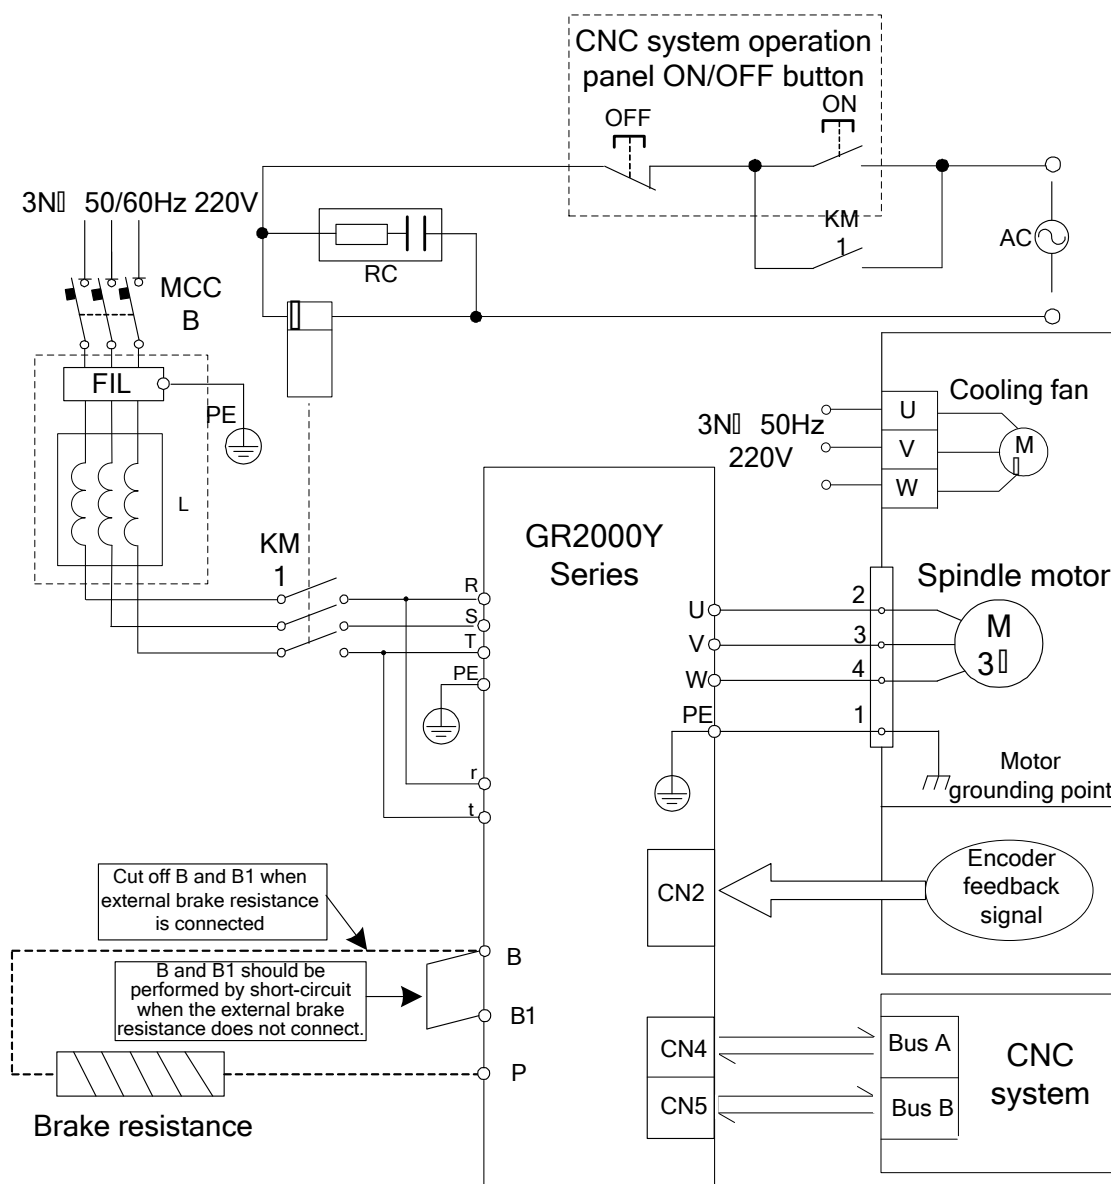 CNC system operation
panel ON/OFF button
OFF
ON
3N▯ 50/60Hz 220V
KM
1
AC
RC
MCC
B
FIL
PE
L
Cooling fan
3N▯ 50Hz
220V
U
V
W
M
▯
KM
1
GR2000Y
Series
R
S
T
PE
r
t
U
V
W
PE
2
3
4
1
Spindle motor
M
3▯
Motor
grounding point
Cut off B and B1 when
external brake resistance
is connected
CN2
Encoder
feedback
signal
B
B and B1 should be
performed by short-circuit
when the external brake
resistance does not connect.
B1
P
Brake resistance
CN4
CN5
Bus A
Bus B
CNC
system